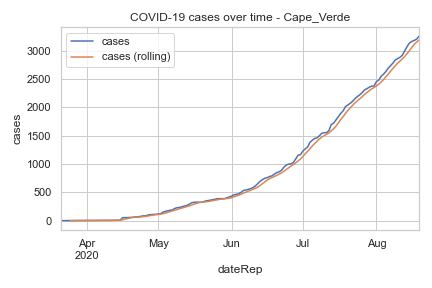 COVID-19 cases over time - Cape_Verde
cases
cases (rolling)
cases
3000
2500
2000
1500
1000
500
0
Apr
2020
May
Jun
Jul
Aug
dateRep